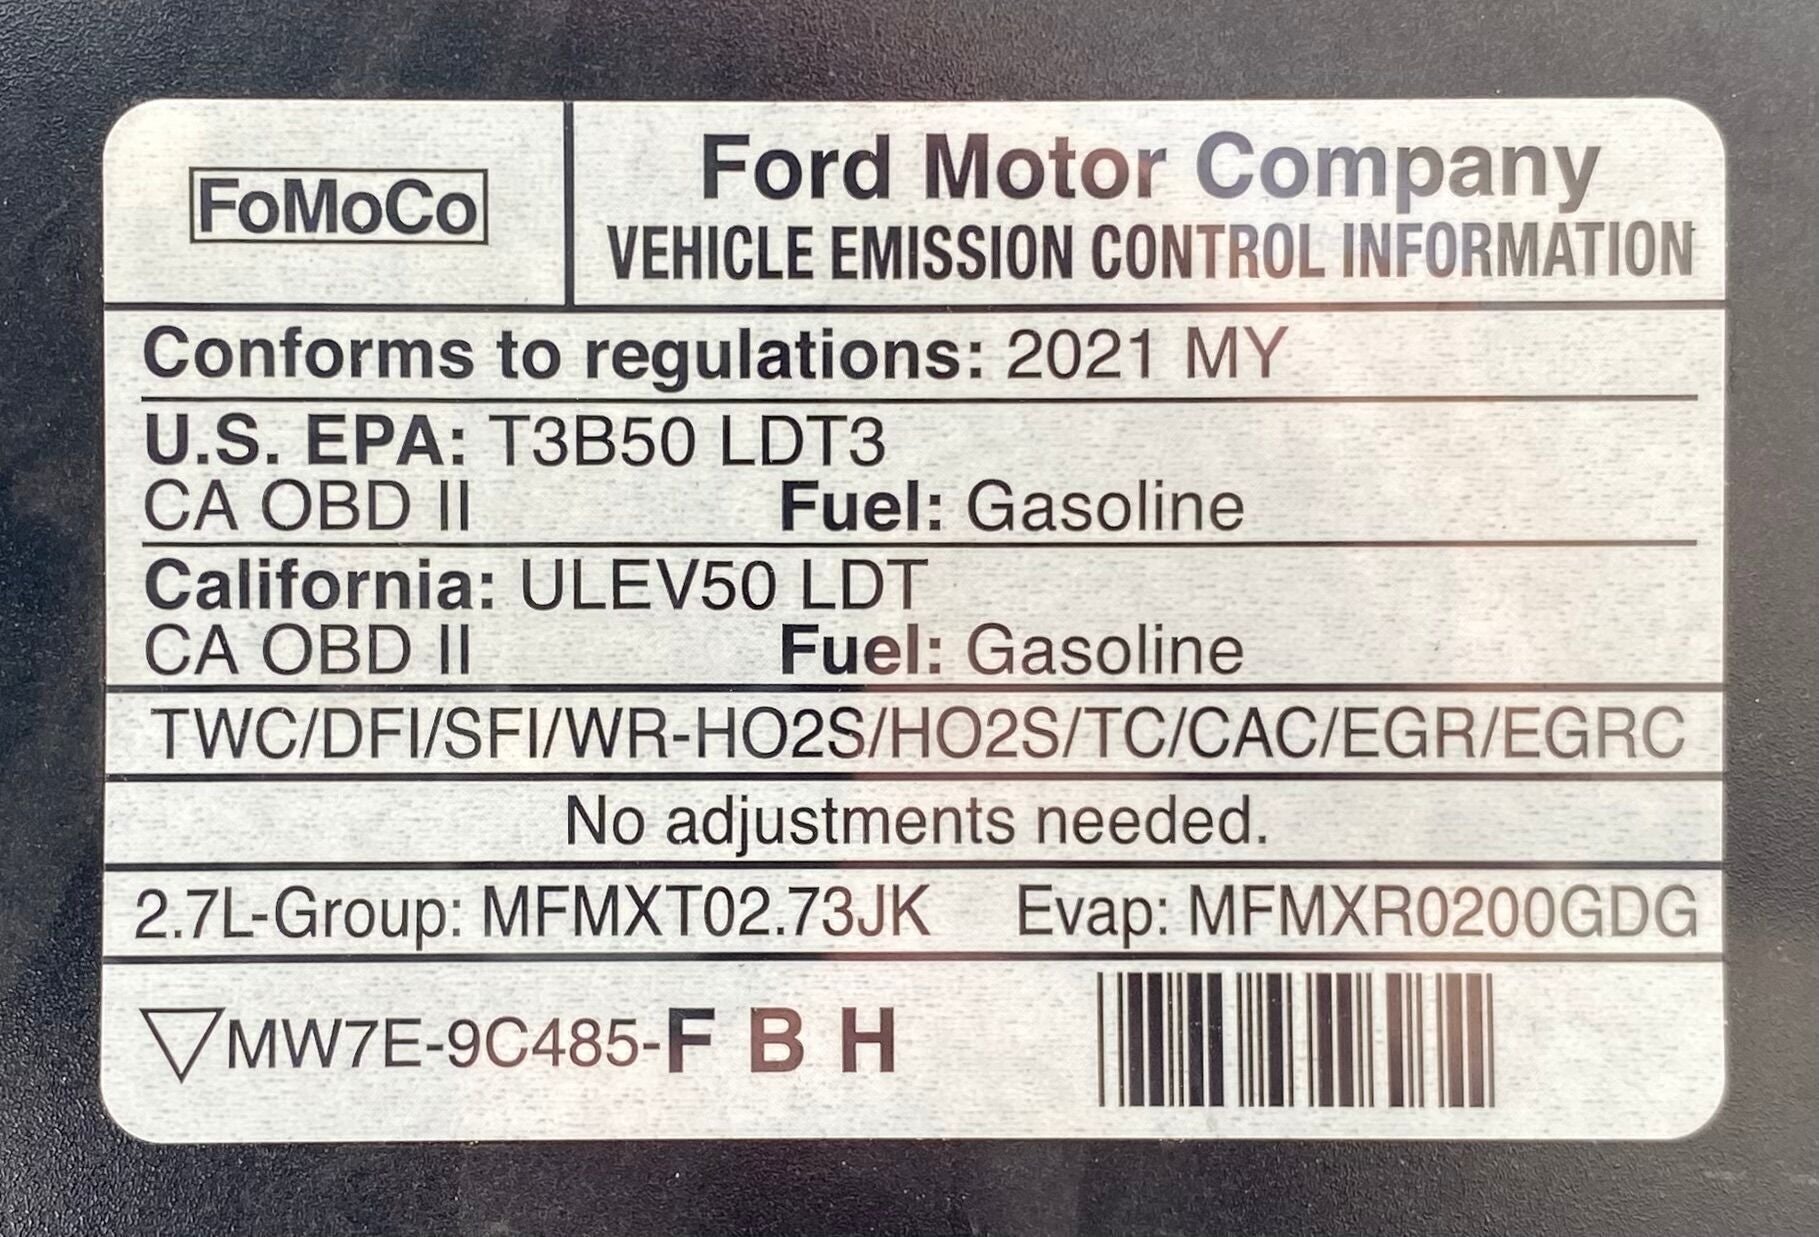 FoMoCo
Ford Motor Company
VEHICLE EMISSION CONTROL INFORMATION
Conforms to regulations: 2021 MY
U.S. EPA: T3B50 LDT3
CA OBD II Fuel: Gasoline
California: ULEV50 LDT
CA OBD II Fuel: Gasoline
TWC/DFI/SFI/WR-HO2S/HO2S/TC/CAC/EGR/EGRC
No adjustments needed.
2.7L-Group: MFMXT02.73JK Evap: MFMXR0200GDG
MW7E-9C485-F B H